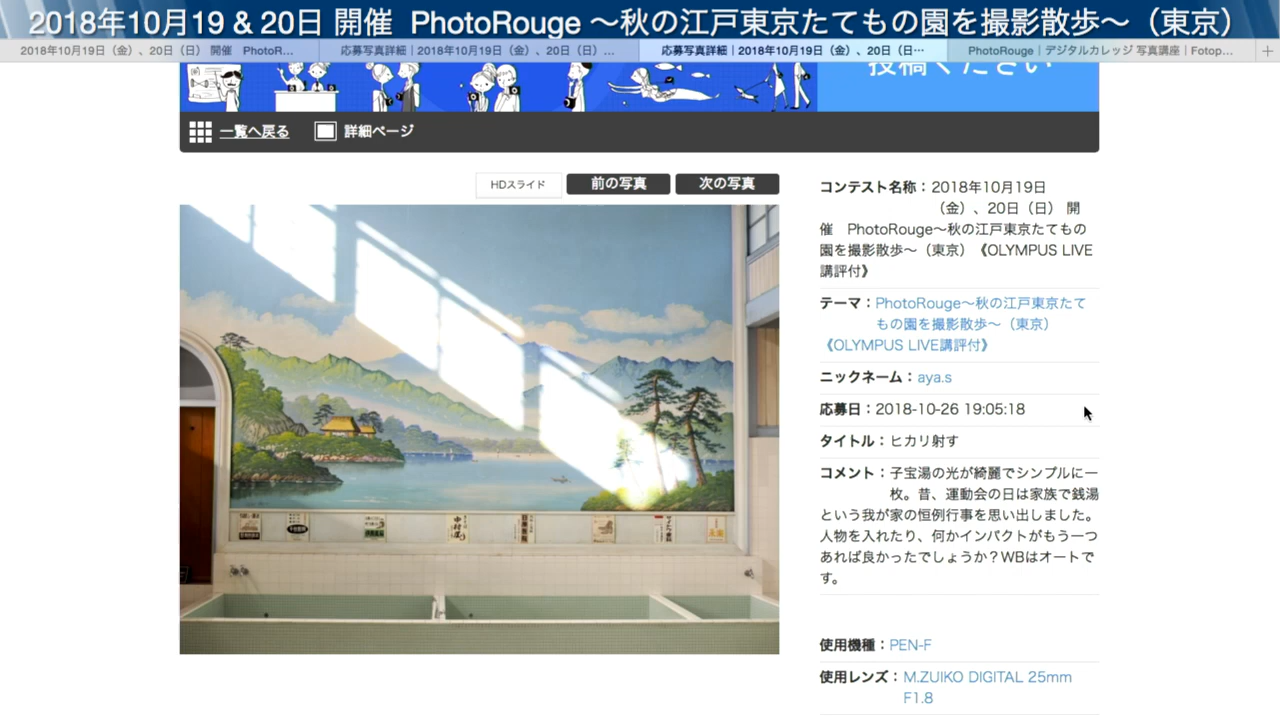 2018年10月19 & 20日 開催 PhotoRouge 〜秋の江戸東京たてもの園を撮影散歩〜（東京）
2018年10月19日（金）、20日（日） 開催 PhotoR...
応募写真詳細｜2018年10月19日（金）、20日（日）...
応募写真詳細｜2018年10月19日（金）、20日（日...
PhotoRouge｜デジタルカレッジ 写真講座｜Fotop...
投稿ください
一覧へ戻る
詳細ページ
HDスライド
前の写真
次の写真
コンテスト名称：2018年10月19日
（金）、20日（日） 開
催 PhotoRouge〜秋の江戸東京たてもの
園を撮影散歩〜（東京）《OLYMPUS LIVE
講評付》
テーマ：PhotoRouge〜秋の江戸東京たて
もの園を撮影散歩〜（東京）
《OLYMPUS LIVE講評付》
ニックネーム：aya.s
応募日：2018-10-26 19:05:18
タイトル：ヒカリ射す
コメント：子宝湯の光が綺麗でシンプルに一
枚。昔、運動会の日は家族で銭湯
という我が家の恒例行事を思い出しました。
人物を入れたり、何かインパクトがもう一つ
あれば良かったでしょうか？WBはオートで
す。
使用機種：PEN-F
使用レンズ：M.ZUIKO DIGITAL 25mm
F1.8